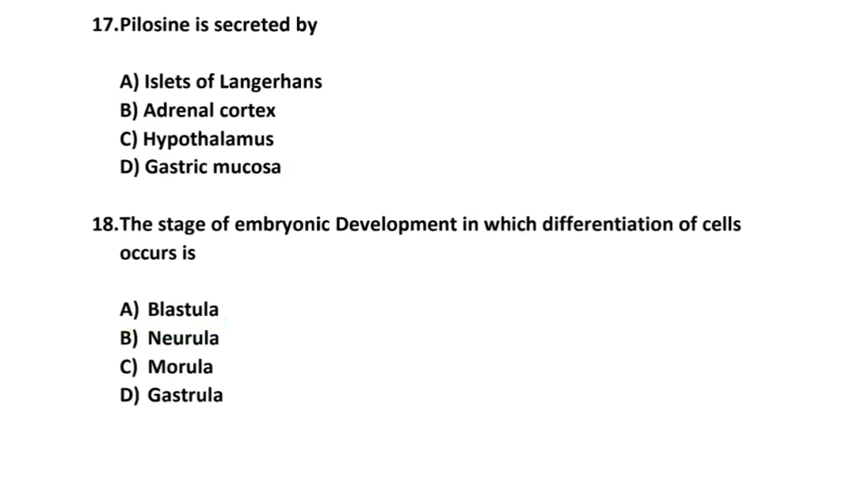 17.Pilosine is secreted by
A) Islets of Langerhans
B) Adrenal cortex
C) Hypothalamus
D) Gastric mucosa
18.The stage of embryonic Development in which differentiation of cells
occurs is
A) Blastula
B) Neurula
C) Morula
D) Gastrula